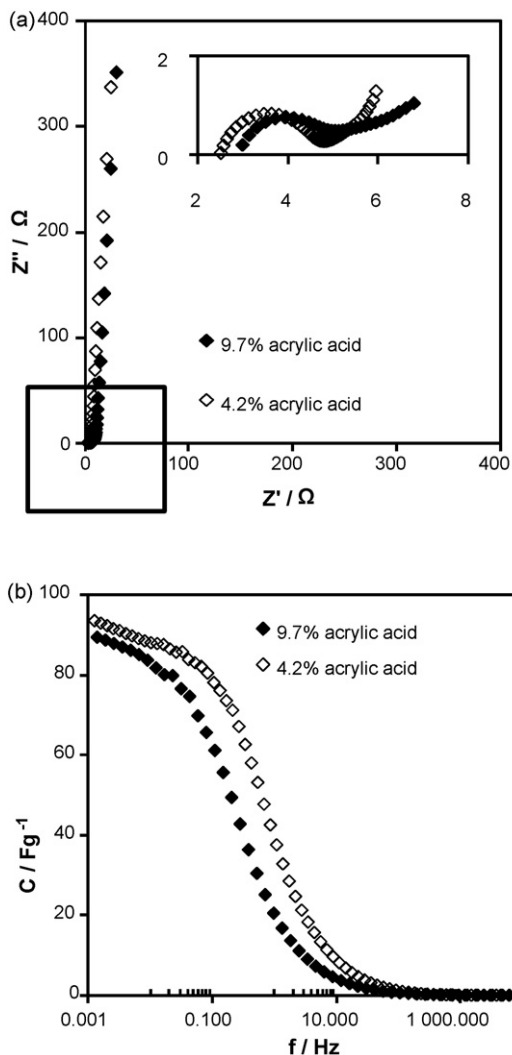 (a)
400
300
200
100
0
Z'' / Ω
2
0
2 4 6 8
9.7% acrylic acid
4.2% acrylic acid
0 100 200 300 400
Z' / Ω
(b)
100
80
60
40
20
0
C / Fg-1
9.7% acrylic acid
4.2% acrylic acid
0.001 0.100 10.000 1 000.000
f / Hz